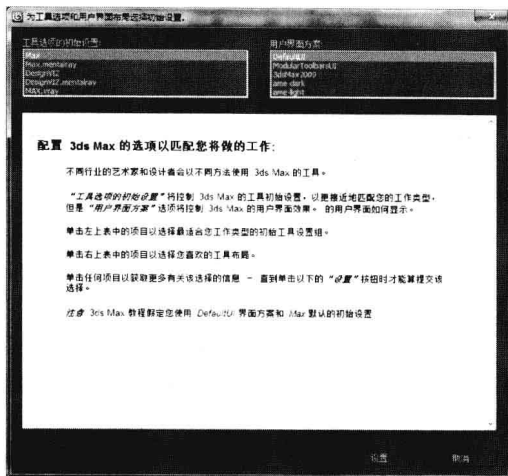 为工具选项和用户界面布局选择初始设置。
工具选项的初始设置:
用户界面方案:
Max
Max.mentalray
DesignVIZ
DesignVIZ.mentalray
MAX.vray
DefaultUI
ModularToolbarsUI
3dsMax2009
ame-dark
ame-light
配置 3ds Max 的选项以匹配您将做的工作:
不同行业的艺术家和设计者会以不同方法使用 3ds Max 的工具。
“工具选项的初始设置”将控制 3ds Max 的工具初始设置，以更接近地匹配您的工作类型，
但是“用户界面方案”选项将控制 3ds Max 的用户界面效果。 的用户界面如何显示。
单击左上表中的项目以选择最适合您工作类型的初始工具设置组。
单击右上表中的项目以选择您喜欢的工具布局。
单击任何项目以获取更多有关该选择的信息 - 直到单击以下的“设置”按钮时才能算提交该
选择。
注意 3ds Max 教程假定您使用 DefaultUI 界面方案和 Max 默认的初始设置
设置
取消